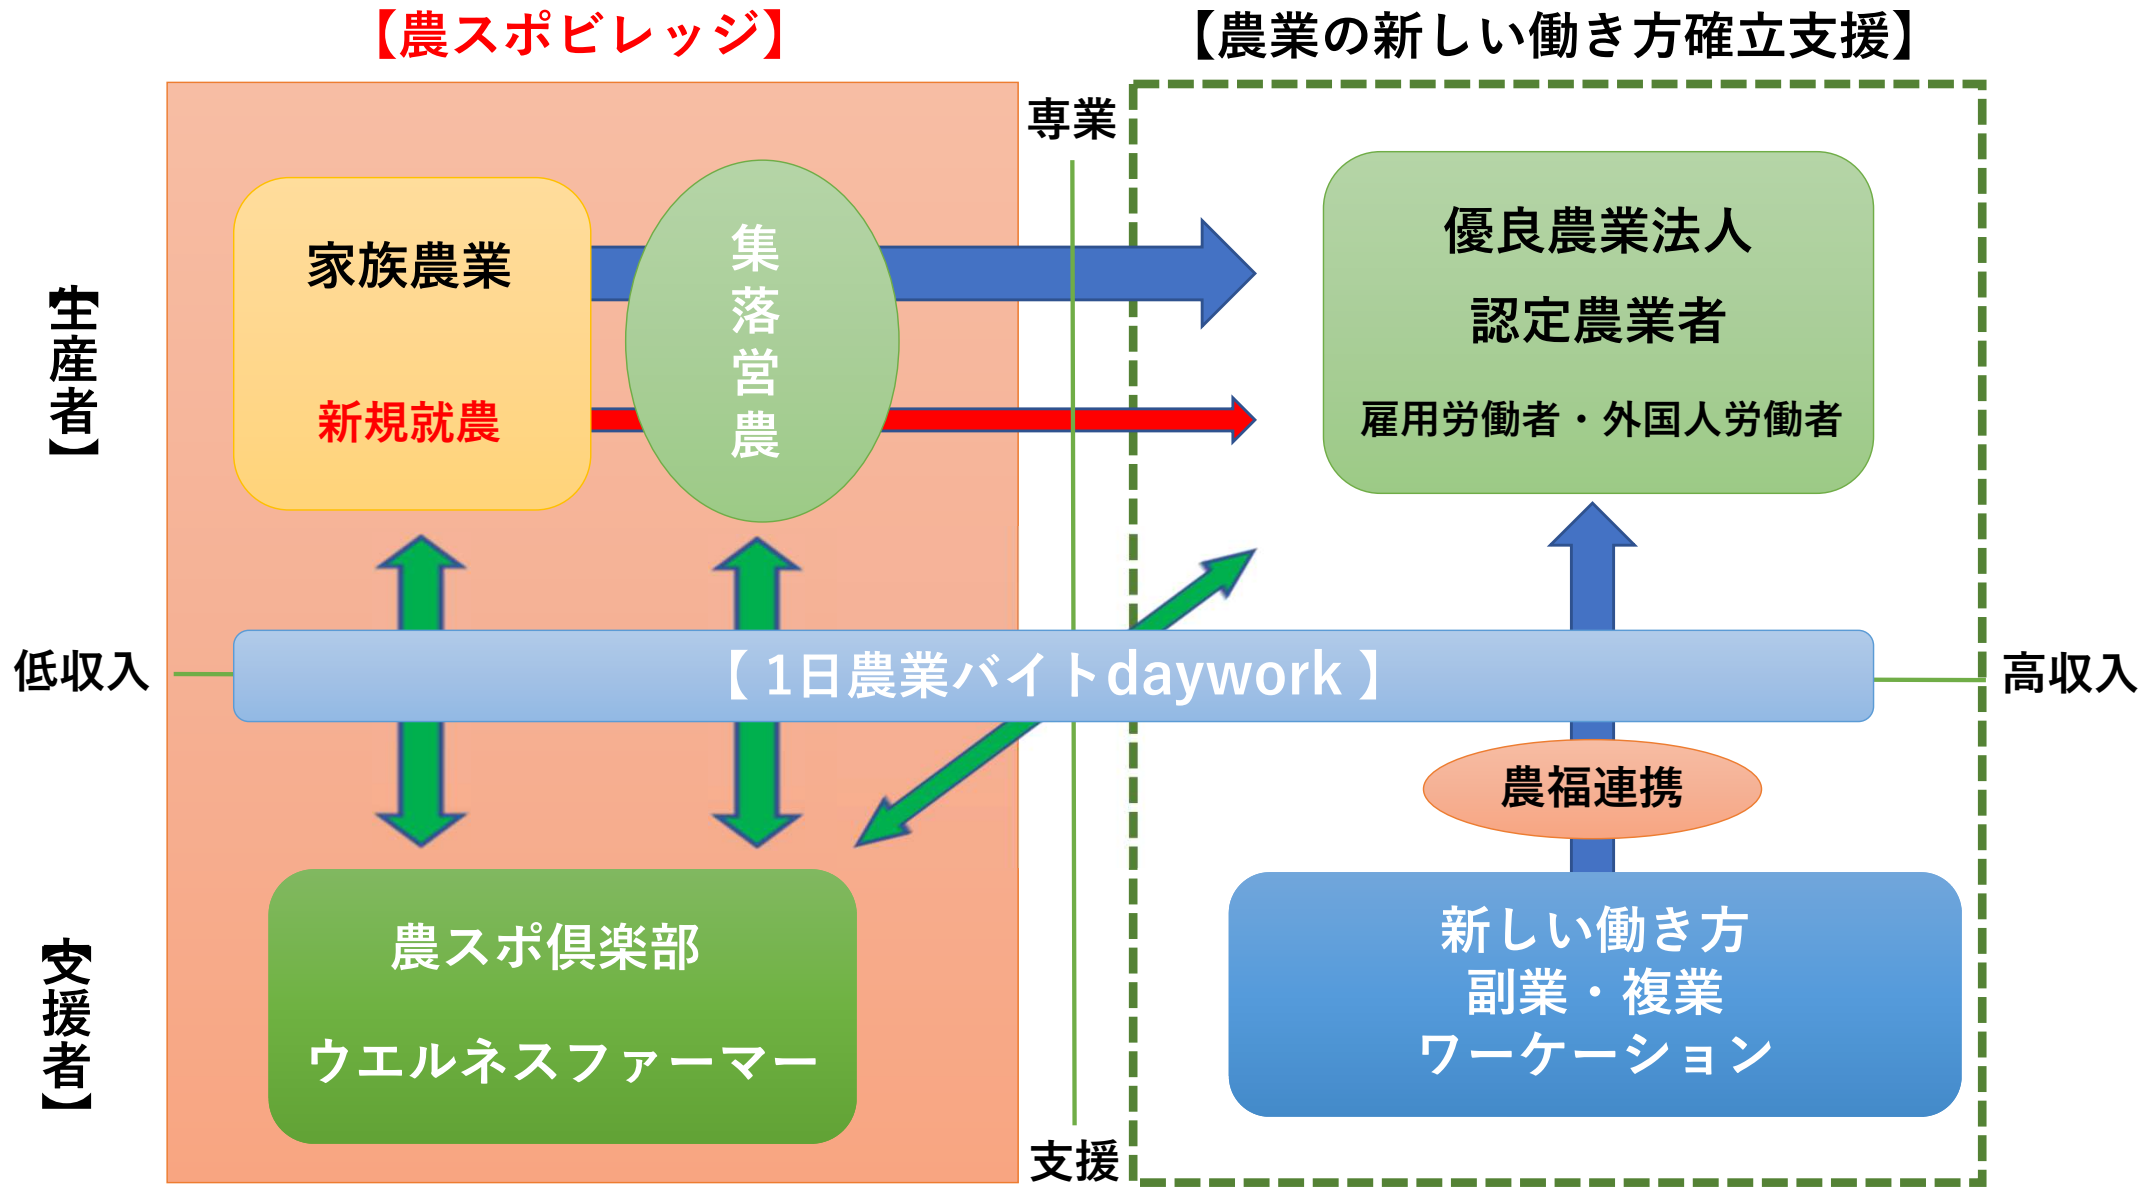 【農スポビレッジ】
【農業の新しい働き方確立支援】
専業
【生産者】
家族農業
新規就農
集落営農
優良農業法人
認定農業者
雇用労働者・外国人労働者
低収入
【 1日農業バイトdaywork 】
高収入
農福連携
【支援者】
農スポ倶楽部
ウエルネスファーマー
新しい働き方
副業・複業
ワーケーション
支援